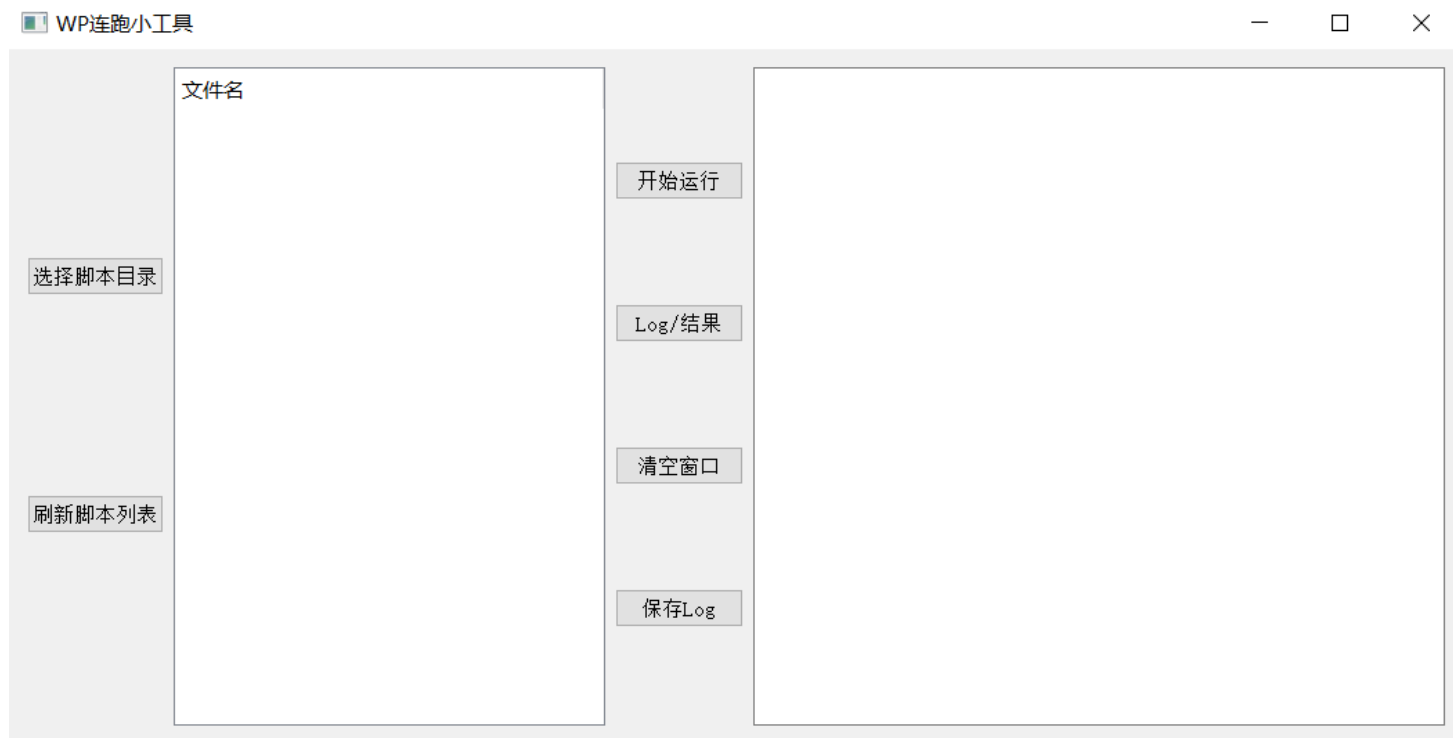 WP连跑小工具
文件名
开始运行
选择脚本目录
Log/结果
清空窗口
刷新脚本列表
保存Log